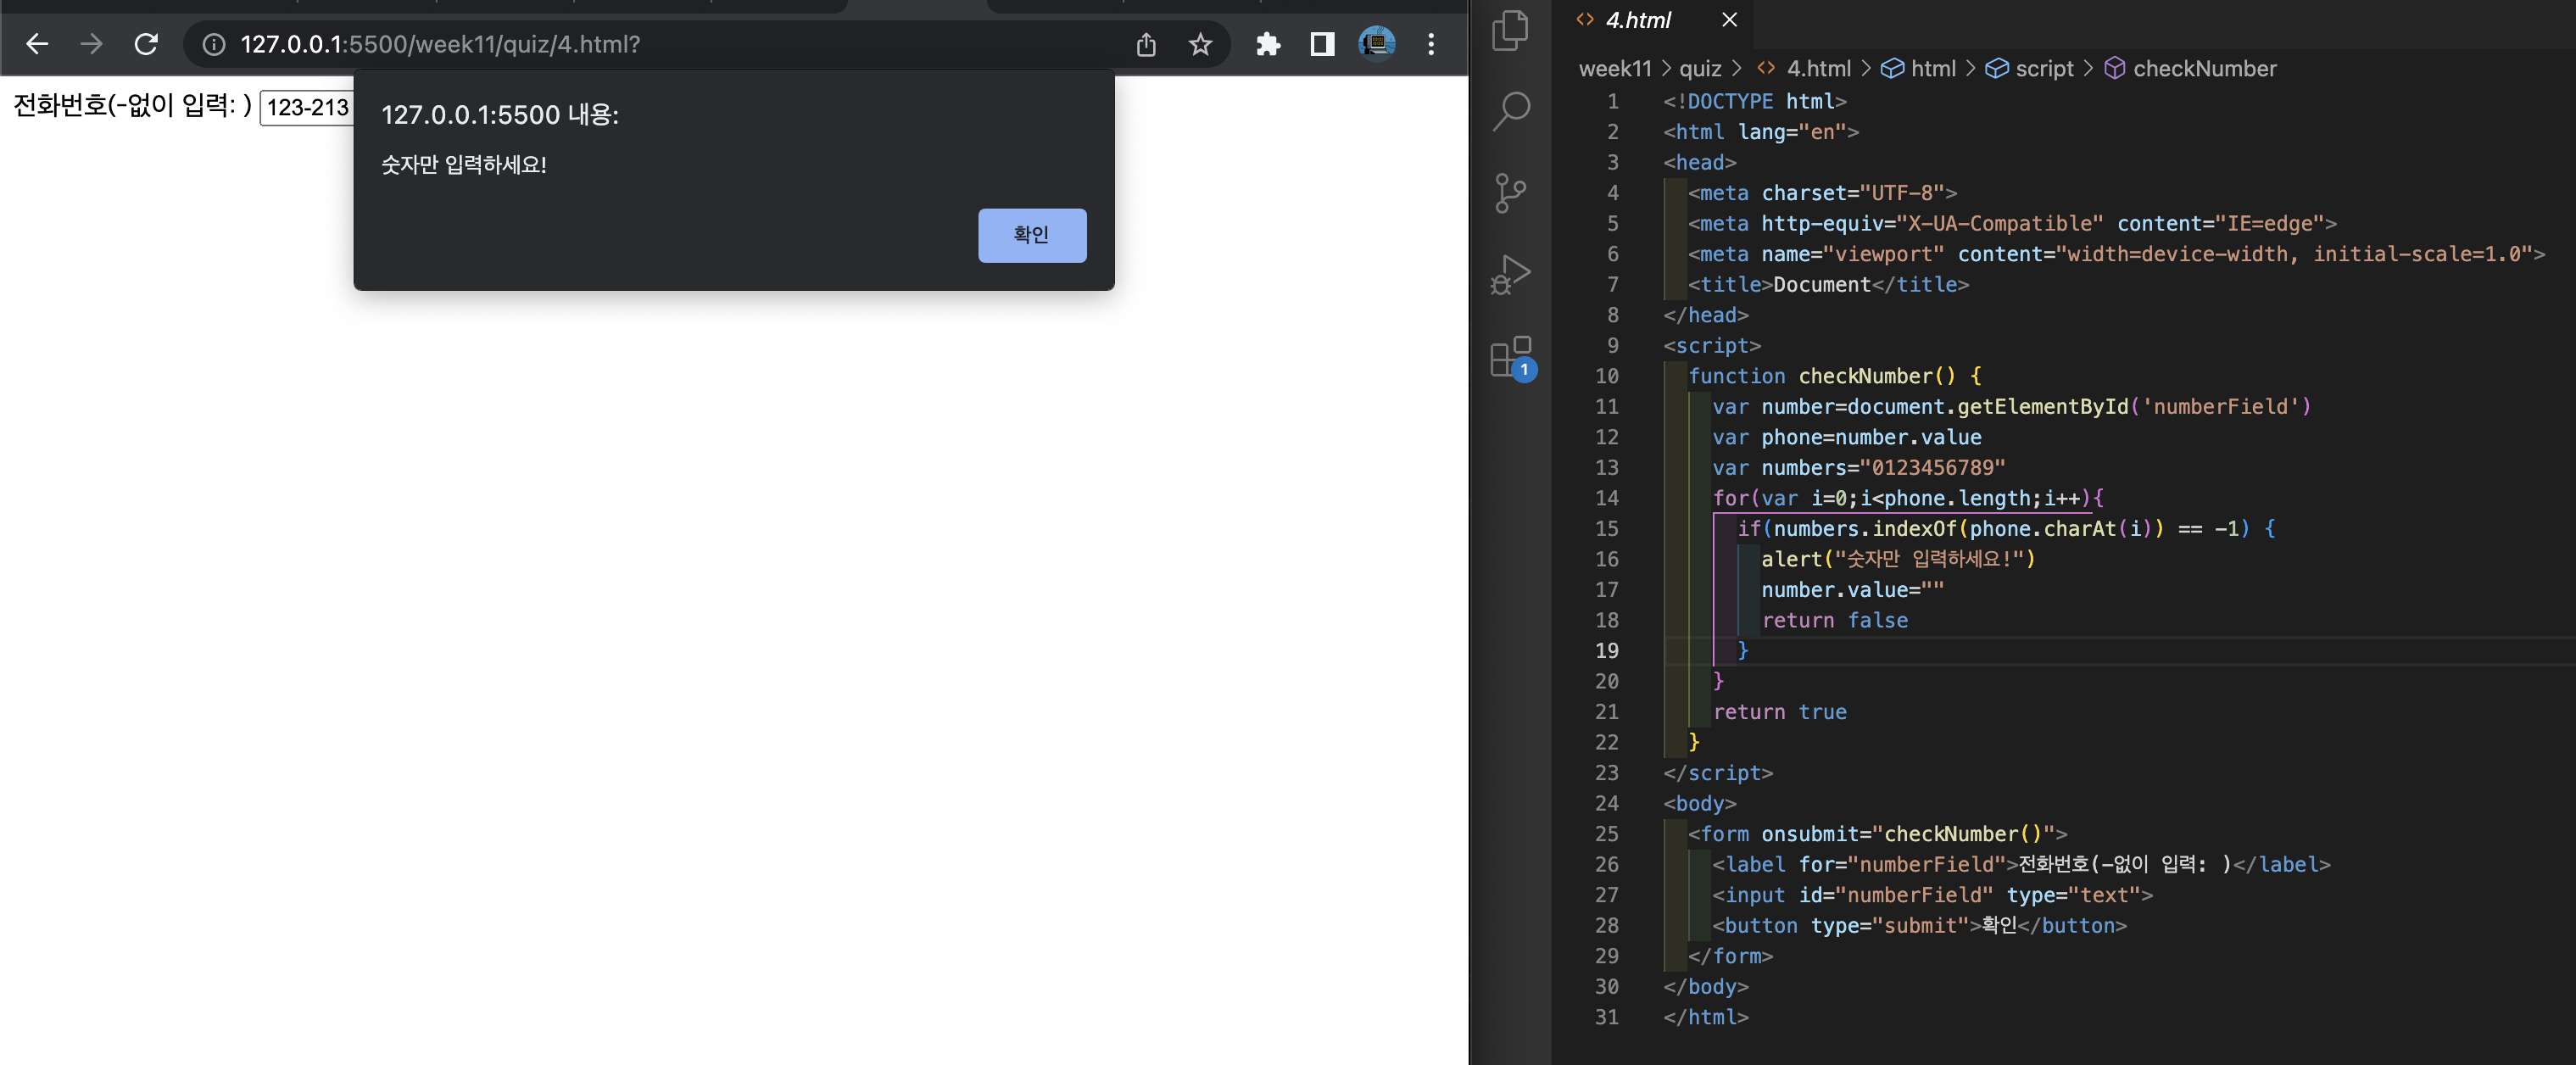 127.0.0.1:5500/week11/quiz/4.html?
전화번호(-없이 입력: ) 123-213
127.0.0.1:5500 내용:
숫자만 입력하세요!
확인
4.html
week11 > quiz > <> 4.html > html > script > checkNumber
1 <!DOCTYPE html>
2 <html lang="en">
3 <head>
4 <meta charset="UTF-8">
5 <meta http-equiv="X-UA-Compatible" content="IE=edge">
6 <meta name="viewport" content="width=device-width, initial-scale=1.0">
7 <title>Document</title>
8 </head>
9 <script>
10 function checkNumber() {
11 var number=document.getElementById('numberField')
12 var phone=number.value
13 var numbers="0123456789"
14 for(var i=0;i<phone.length;i++){
15 if(numbers.indexOf(phone.charAt(i)) == -1) {
16 alert("숫자만 입력하세요!")
17 number.value=""
18 return false
19 }
20 }
21 return true
22 }
23 </script>
24 <body>
25 <form onsubmit="checkNumber()">
26 <label for="numberField">전화번호(-없이 입력: )</label>
27 <input id="numberField" type="text">
28 <button type="submit">확인</button>
29 </form>
30 </body>
31 </html>
1